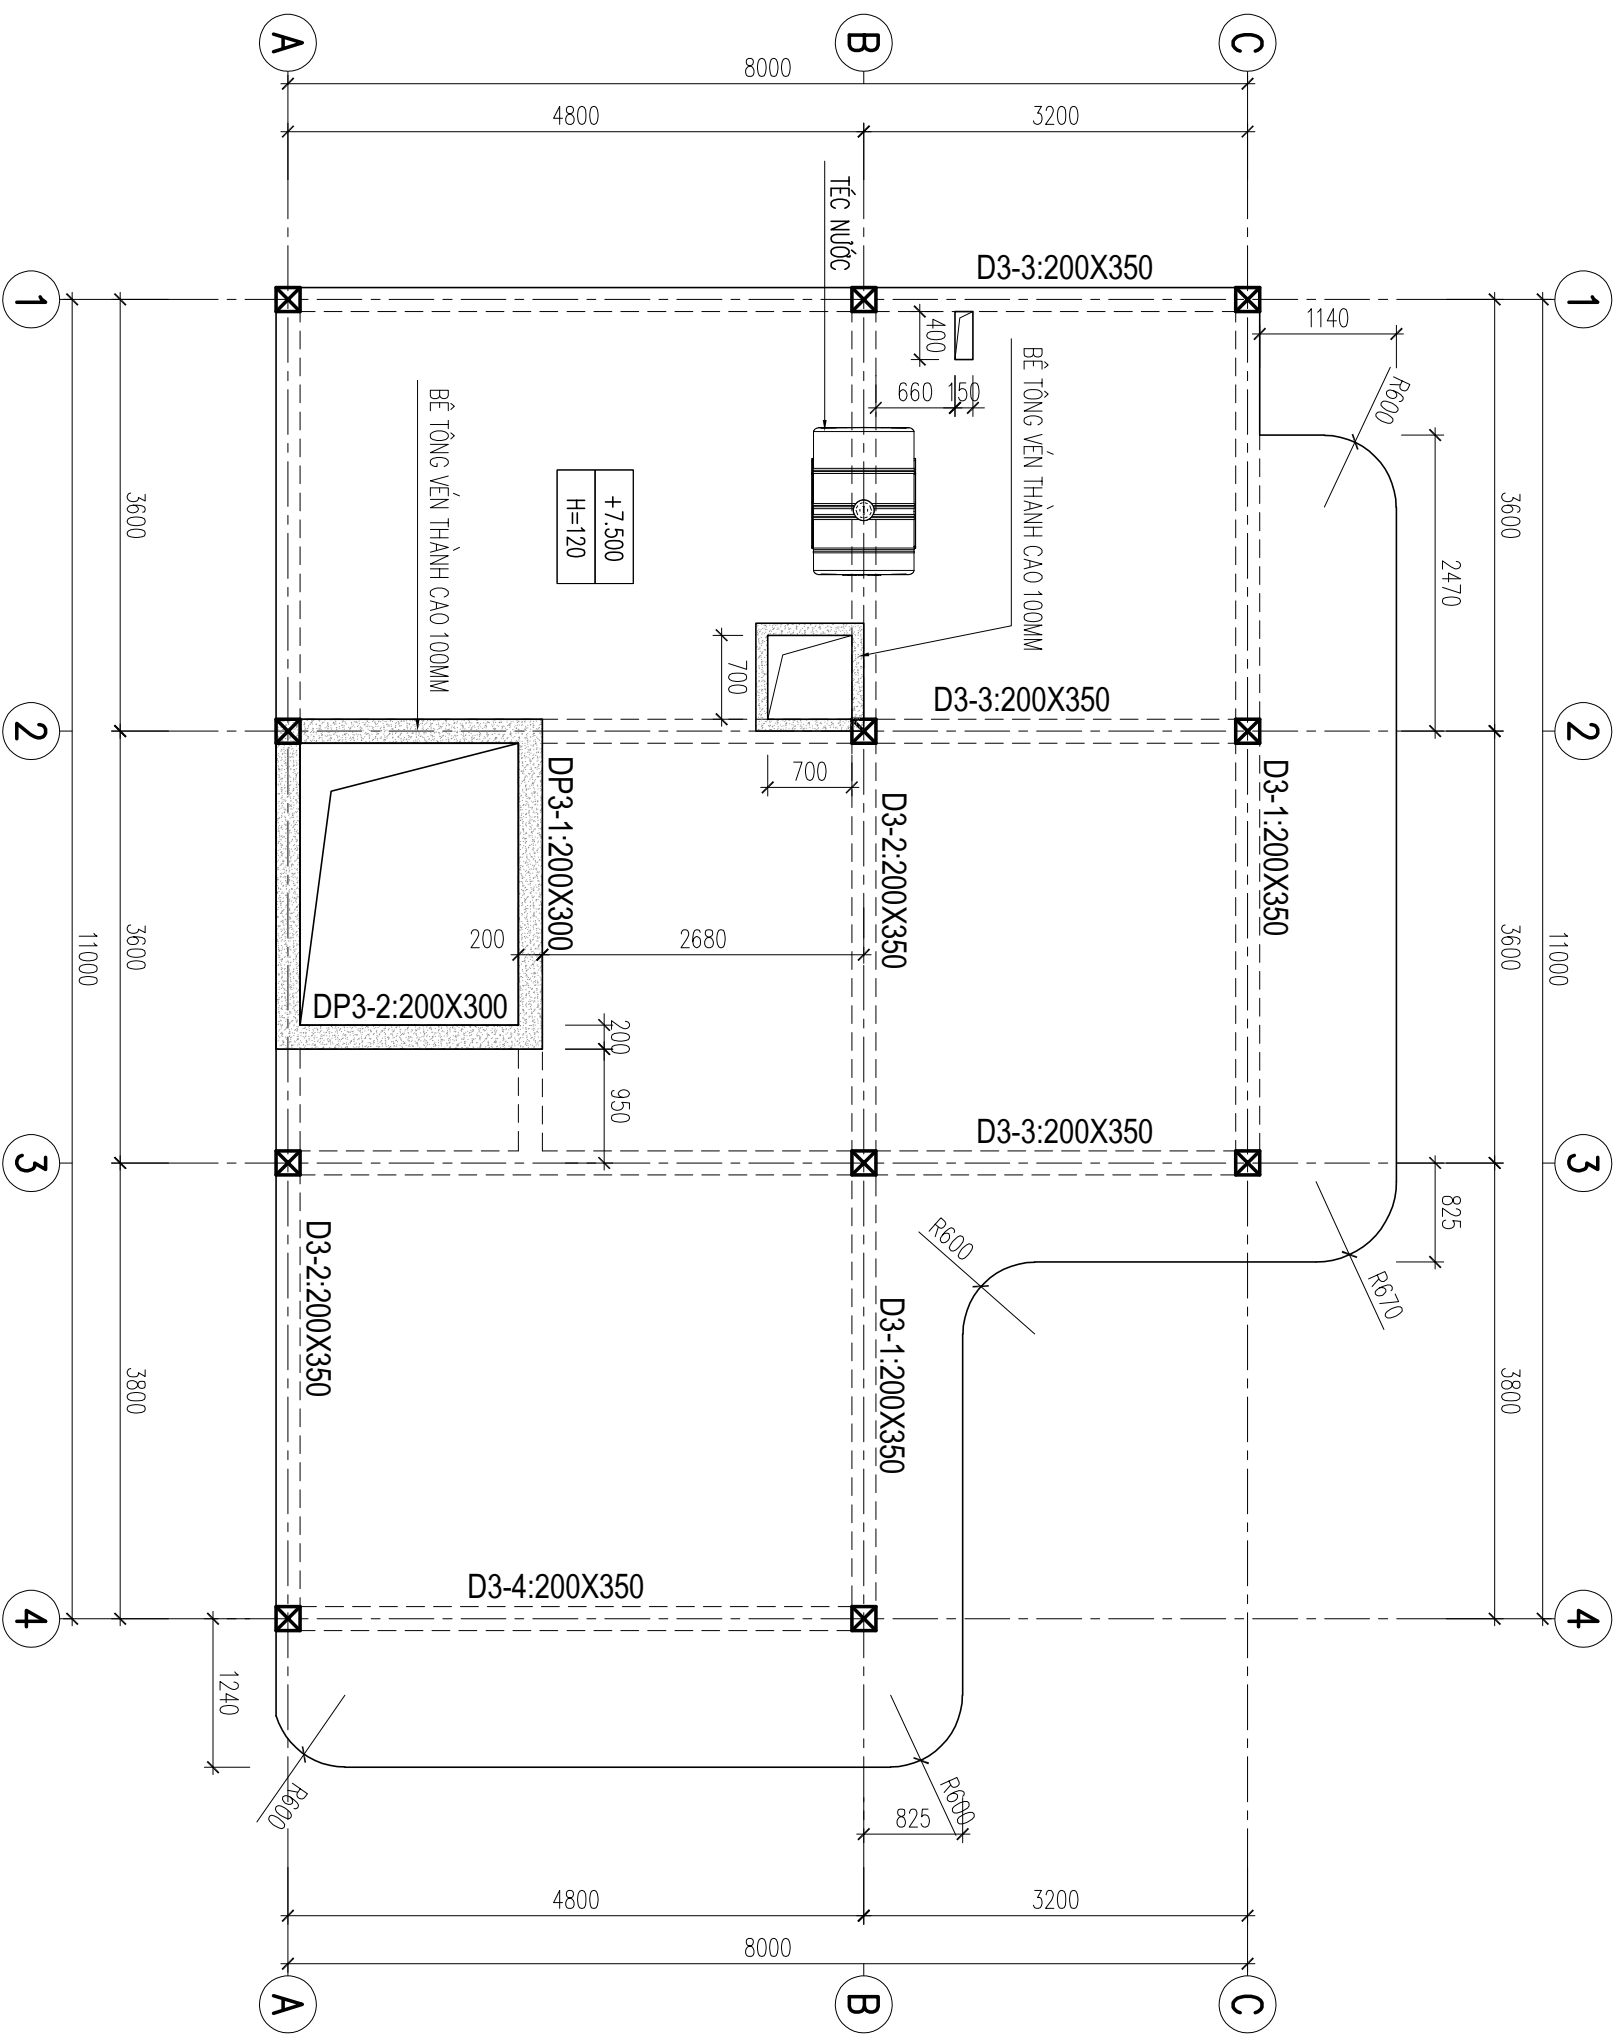 A
B
C
8000
4800
3200
TÉC NƯỚC
D3-3:200X350
1
1
1140
R600
400
660
150
BÊ TÔNG VÉN THÀNH CAO 100MM
BÊ TÔNG VÉN THÀNH CAO 100MM
+7.500
H=120
3600
3600
2470
700
D3-3:200X350
2
2
700
DP3-1:200X300
D3-2:200X350
D3-1:200X350
200
2680
3600
11000
3600
11000
DP3-2:200X300
200
950
D3-3:200X350
3
3
825
R600
R670
D3-2:200X350
D3-1:200X350
3800
3800
D3-4:200X350
4
4
1240
R600
R600
825
4800
3200
8000
A
B
C